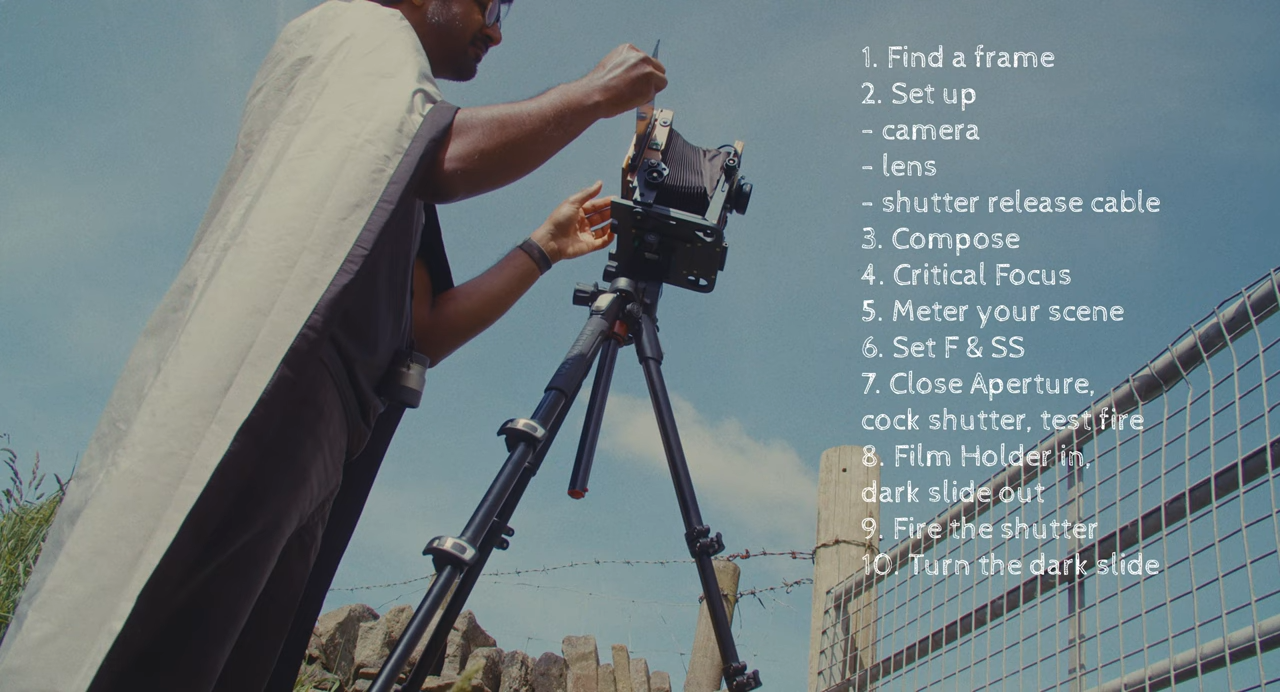 1. Find a frame
2. Set up
- camera
- lens
- shutter release cable
3. Compose
4. Critical Focus
5. Meter your scene
6. Set F & SS
7. Close Aperture,
cock shutter, test fire
8. Film Holder in,
dark slide out
9. Fire the shutter
10. Turn the dark slide